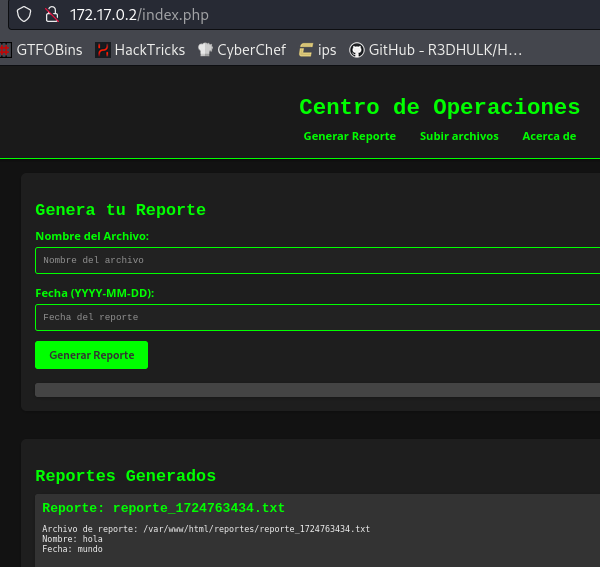 172.17.0.2/index.php
GTFOBins HackTricks CyberChef ips GitHub - R3DHULK/H...
Centro de Operaciones
Generar Reporte Subir archivos Acerca de
Genera tu Reporte
Nombre del Archivo:
Nombre del archivo
Fecha (YYYY-MM-DD):
Fecha del reporte
Generar Reporte
Reportes Generados
Reporte: reporte_1724763434.txt
Archivo de reporte: /var/www/html/reportes/reporte_1724763434.txt
Nombre: hola
Fecha: mundo